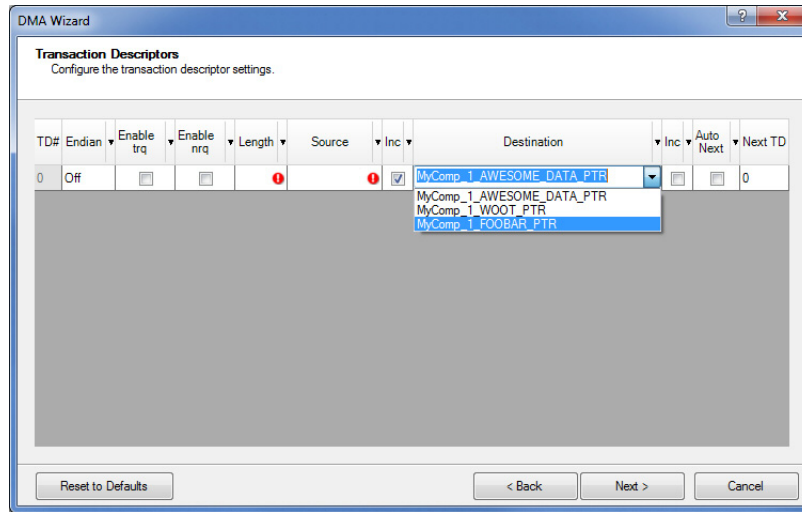 DMA Wizard
Transaction Descriptors
Configure the transaction descriptor settings.
TD# Endian Enable trq Enable nrq Length Source Inc Destination Inc Auto Next Next TD
0 Off MyComp_1_AWESOME_DATA_PTR 0
MyComp_1_AWESOME_DATA_PTR
MyComp_1_WOOT_PTR
MyComp_1_FOOBAR_PTR
Reset to Defaults < Back Next > Cancel